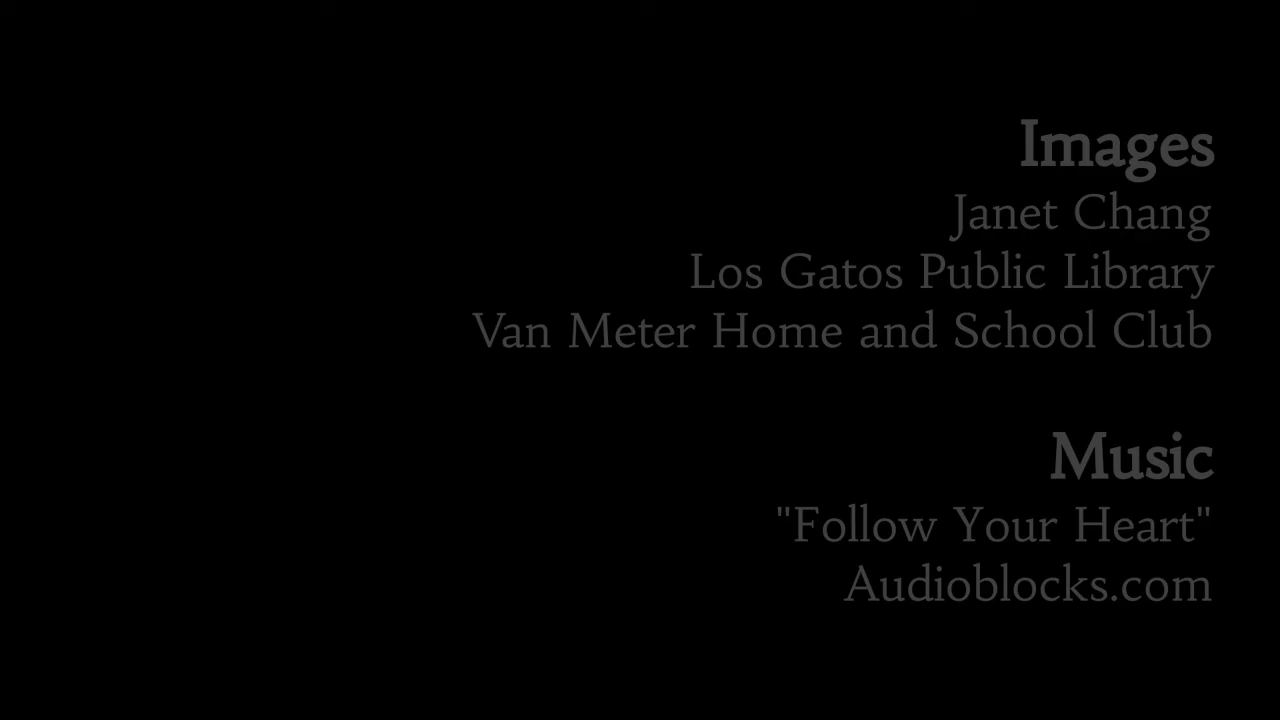 Images
Janet Chang
Los Gatos Public Library
Van Meter Home and School Club
Music
"Follow Your Heart"
Audioblocks.com